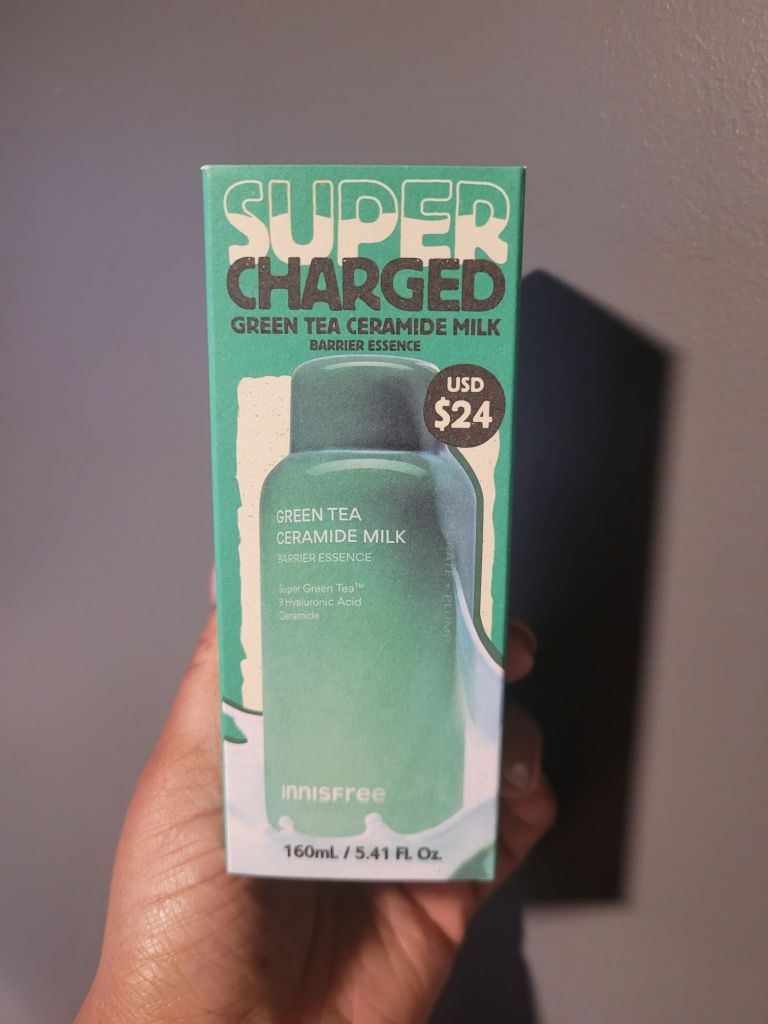 SUPER
CHARGED
GREEN TEA CERAMIDE MILK
BARRIER ESSENCE
USD
$24
GREEN TEA
CERAMIDE MILK
BARRIER ESSENCE
Super Green Tea™
9 Hyaluronic Acid
Ceramide
innisfree
160mL / 5.41 Fl. Oz.